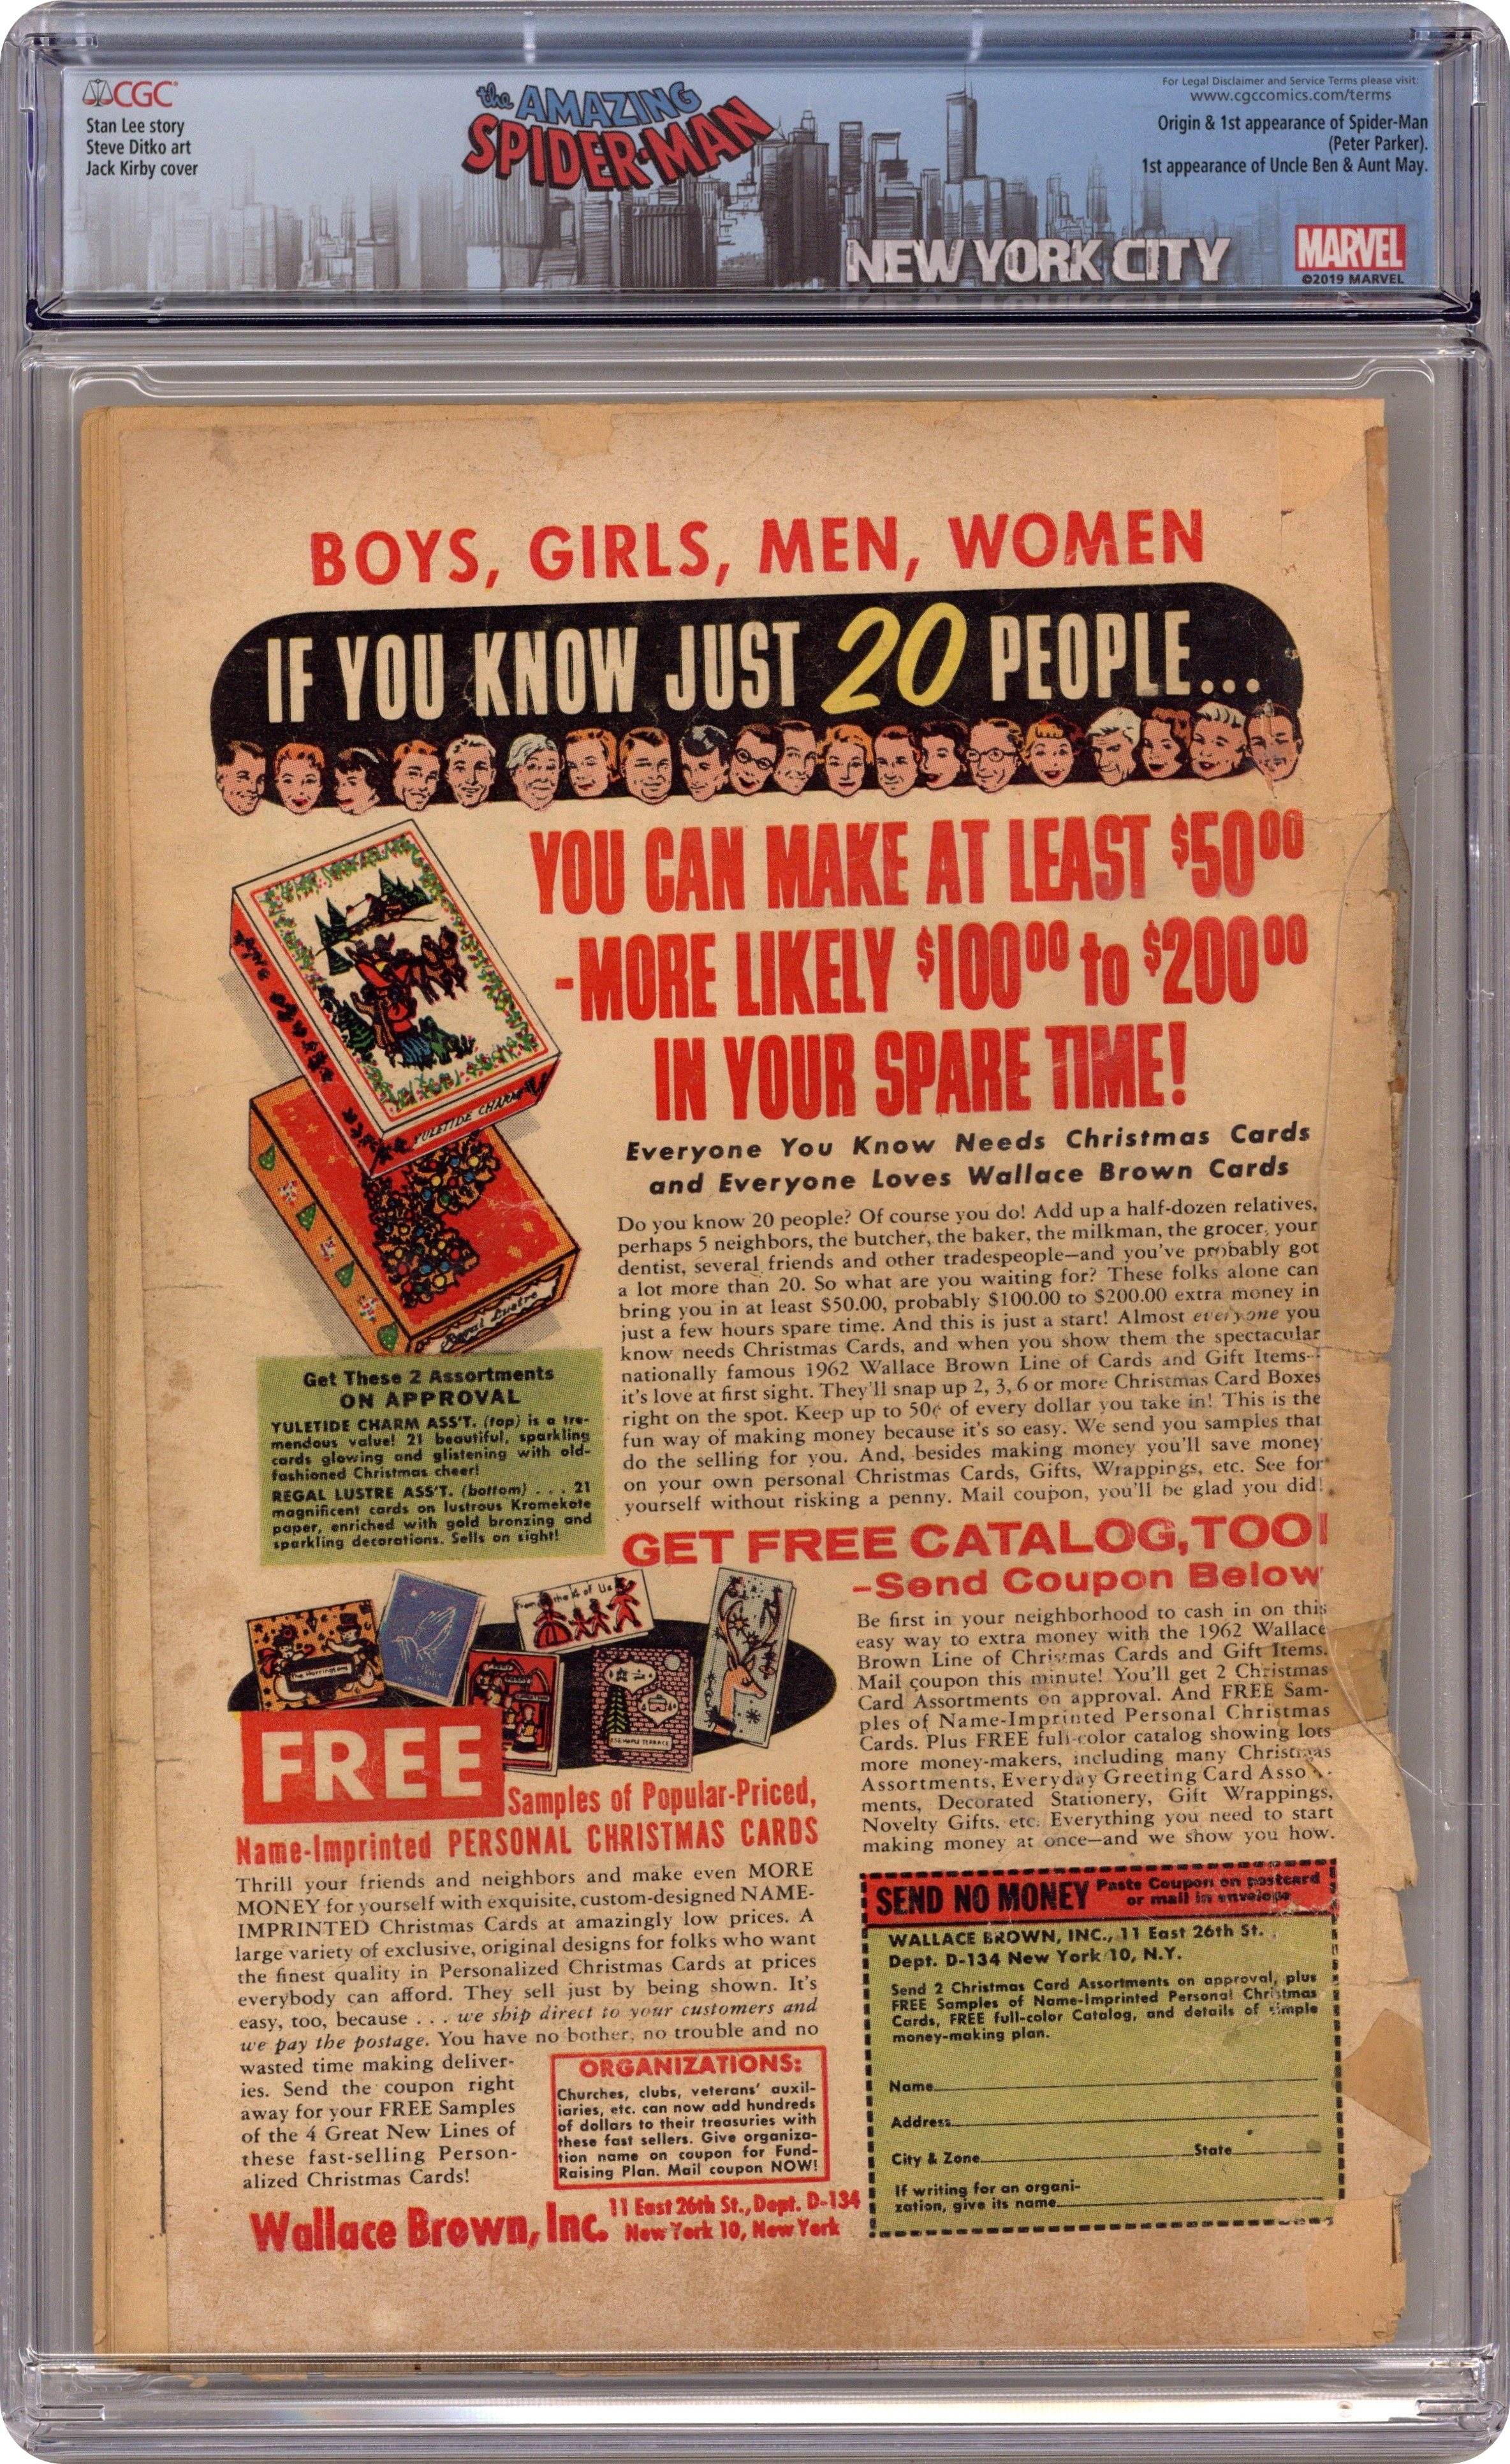 CGC
Stan Lee story
Steve Ditko art
Jack Kirby cover
the AMAZING
SPIDER-MAN
For Legal Disclaimer and Service Terms please visit:
www.cgccomics.com/terms
Origin & 1st appearance of Spider-Man
(Peter Parker).
1st appearance of Uncle Ben & Aunt May.
NEW YORK CITY
MARVEL
©2019 MARVEL
BOYS, GIRLS, MEN, WOMEN
IF YOU KNOW JUST 20 PEOPLE...
YOU CAN MAKE AT LEAST $50.00
-MORE LIKELY $100.00 to $200.00
IN YOUR SPARE TIME!
Everyone You Know Needs Christmas Cards
and Everyone Loves Wallace Brown Cards
Do you know 20 people? Of course you do! Add up a half-dozen relatives,
perhaps 5 neighbors, the butcher, the baker, the milkman, the grocer, your
dentist, several friends and other tradespeople—and you've probably got
a lot more than 20. So what are you waiting for? These folks alone can
bring you in at least $50.00, probably $100.00 to $200.00 extra money in
just a few hours spare time. And this is just a start! Almost everyone you
know needs Christmas Cards, and when you show them the spectacular
nationally famous 1962 Wallace Brown Line of Cards and Gift Items—
it's love at first sight. They'll snap up 2, 3, 6 or more Christmas Card Boxes
right on the spot. Keep up to 50¢ of every dollar you take in! This is the
fun way of making money because it's so easy. We send you samples that
do the selling for you. And, besides making money you'll save money
on your own personal Christmas Cards, Gifts, Wrappings, etc. See for
yourself without risking a penny. Mail coupon, you'll be glad you did!
YULETIDE CHARM
Regal Lustre
Get These 2 Assortments
ON APPROVAL
YULETIDE CHARM ASS'T. (top) is a tre-
mendous value! 21 beautiful, sparkling
cards glowing and glistening with old-
fashioned Christmas cheer!
REGAL LUSTRE ASS'T. (bottom) . . . 21
magnificent cards on lustrous Kromekote
paper, enriched with gold bronzing and
sparkling decorations. Sells on sight!
GET FREE CATALOG, TOO!
-Send Coupon Below
Be first in your neighborhood to cash in on this
easy way to extra money with the 1962 Wallace
Brown Line of Christmas Cards and Gift Items.
Mail coupon this minute! You'll get 2 Christmas
Card Assortments on approval. And FREE Sam-
ples of Name-Imprinted Personal Christmas
Cards. Plus FREE full-color catalog showing lots
more money-makers, including many Christmas
Assortments, Everyday Greeting Card Asso
ments, Decorated Stationery, Gift Wrappings,
Novelty Gifts, etc. Everything you need to start
making money at once—and we show you how.
From the 4 of Us
The Harringtons
FREE
Samples of Popular-Priced,
Name-Imprinted PERSONAL CHRISTMAS CARDS
Thrill your friends and neighbors and make even MORE
MONEY for yourself with exquisite, custom-designed NAME-
IMPRINTED Christmas Cards at amazingly low prices. A
large variety of exclusive, original designs for folks who want
the finest quality in Personalized Christmas Cards at prices
everybody can afford. They sell just by being shown. It's
easy, too, because . . . we ship direct to your customers and
we pay the postage. You have no bother, no trouble and no
wasted time making deliver-
ies. Send the coupon right
away for your FREE Samples
of the 4 Great New Lines of
these fast-selling Person-
alized Christmas Cards!
ORGANIZATIONS:
Churches, clubs, veterans' auxil-
iaries, etc. can now add hundreds
of dollars to their treasuries with
these fast sellers. Give organiza-
tion name on coupon for Fund-
Raising Plan. Mail coupon NOW!
Wallace Brown, Inc. 11 East 26th St., Dept. D-134
New York 10, New York
SEND NO MONEY Paste Coupon on postcard
or mail in envelope
WALLACE BROWN, INC., 11 East 26th St.
Dept. D-134 New York 10, N.Y.
Send 2 Christmas Card Assortments on approval, plus
FREE Samples of Name-Imprinted Personal Christmas
Cards, FREE full-color Catalog, and details of simple
money-making plan.
Name
Address
City & Zone State
If writing for an organi-
zation, give its name